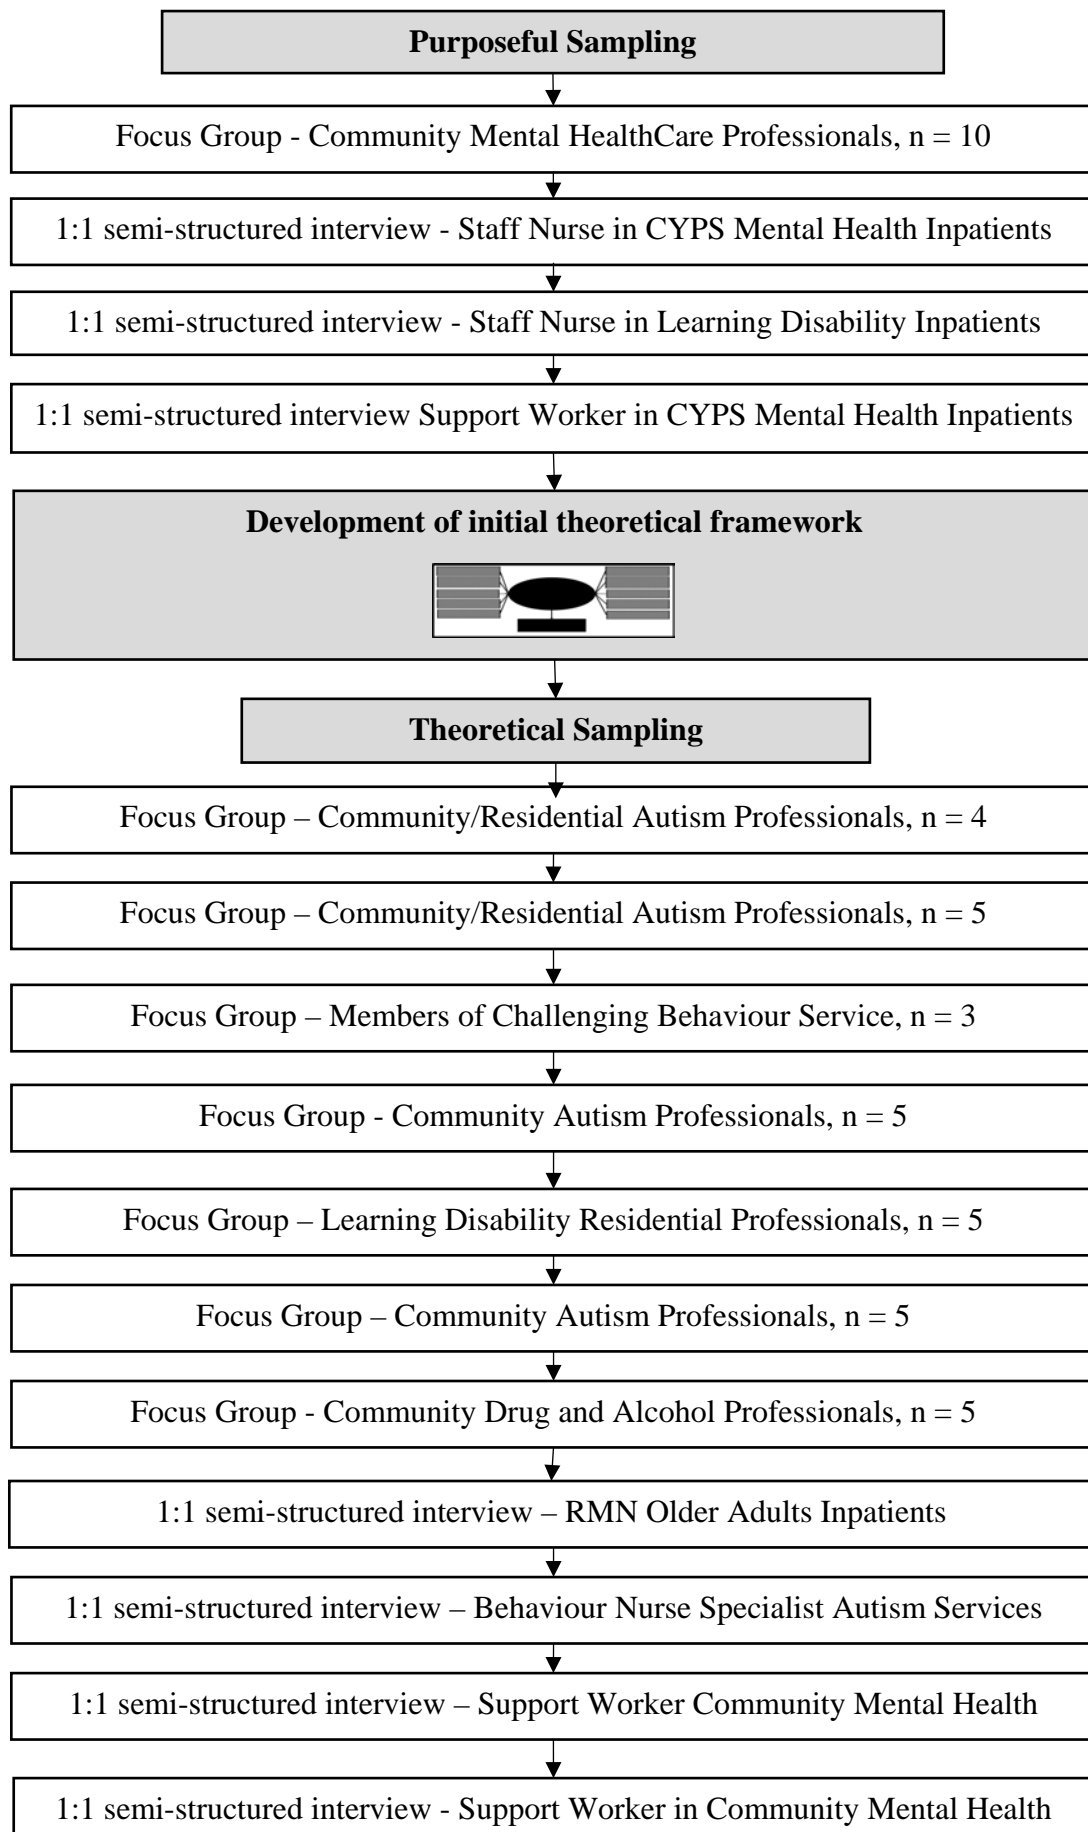 Purposeful Sampling
Focus Group - Community Mental HealthCare Professionals, n = 10
1:1 semi-structured interview - Staff Nurse in CYPS Mental Health Inpatients
1:1 semi-structured interview - Staff Nurse in Learning Disability Inpatients
1:1 semi-structured interview Support Worker in CYPS Mental Health Inpatients
Development of initial theoretical framework
Theoretical Sampling
Focus Group – Community/Residential Autism Professionals, n = 4
Focus Group – Community/Residential Autism Professionals, n = 5
Focus Group – Members of Challenging Behaviour Service, n = 3
Focus Group - Community Autism Professionals, n = 5
Focus Group – Learning Disability Residential Professionals, n = 5
Focus Group – Community Autism Professionals, n = 5
Focus Group - Community Drug and Alcohol Professionals, n = 5
1:1 semi-structured interview – RMN Older Adults Inpatients
1:1 semi-structured interview – Behaviour Nurse Specialist Autism Services
1:1 semi-structured interview – Support Worker Community Mental Health
1:1 semi-structured interview - Support Worker in Community Mental Health